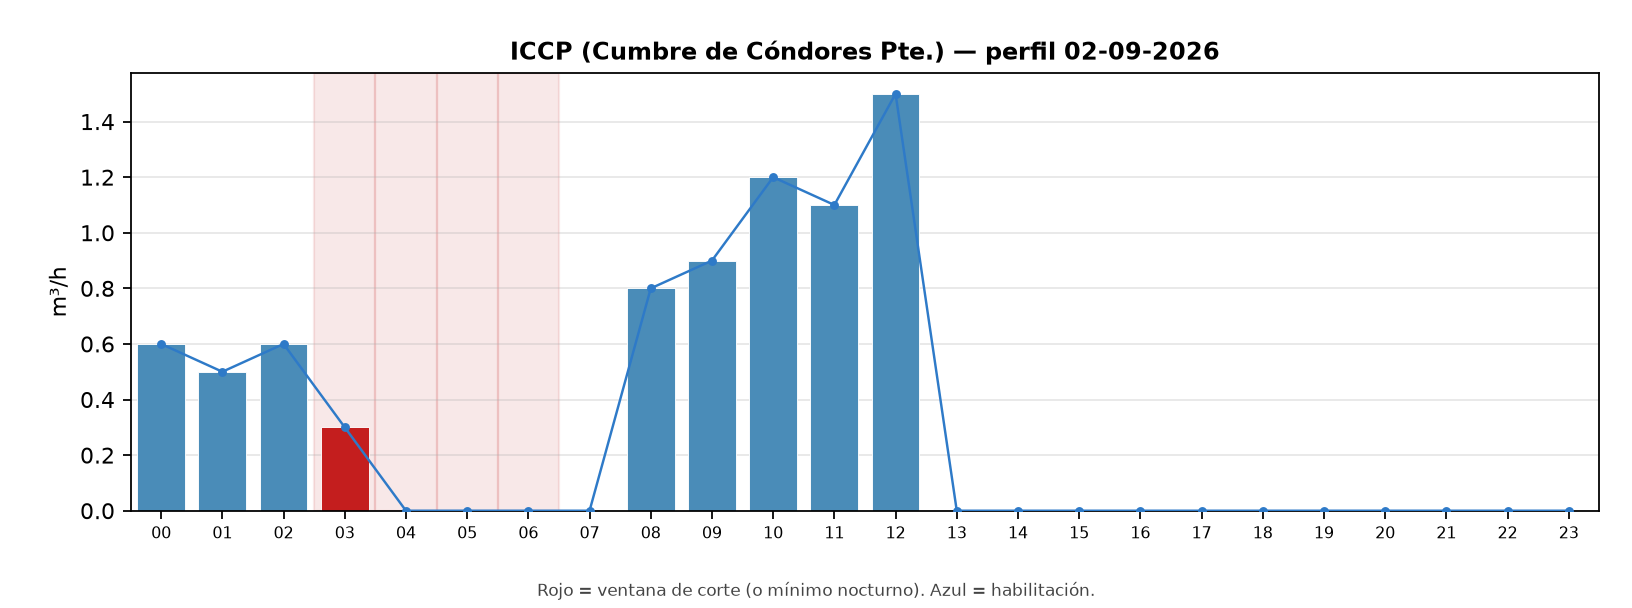 ICCP (Cumbre de Cóndores Pte.) — perfil 02-09-2026
m³/h
1.4
1.2
1.0
0.8
0.6
0.4
0.2
0.0
00 01 02 03 04 05 06 07 08 09 10 11 12 13 14 15 16 17 18 19 20 21 22 23
Rojo = ventana de corte (o mínimo nocturno). Azul = habilitación.